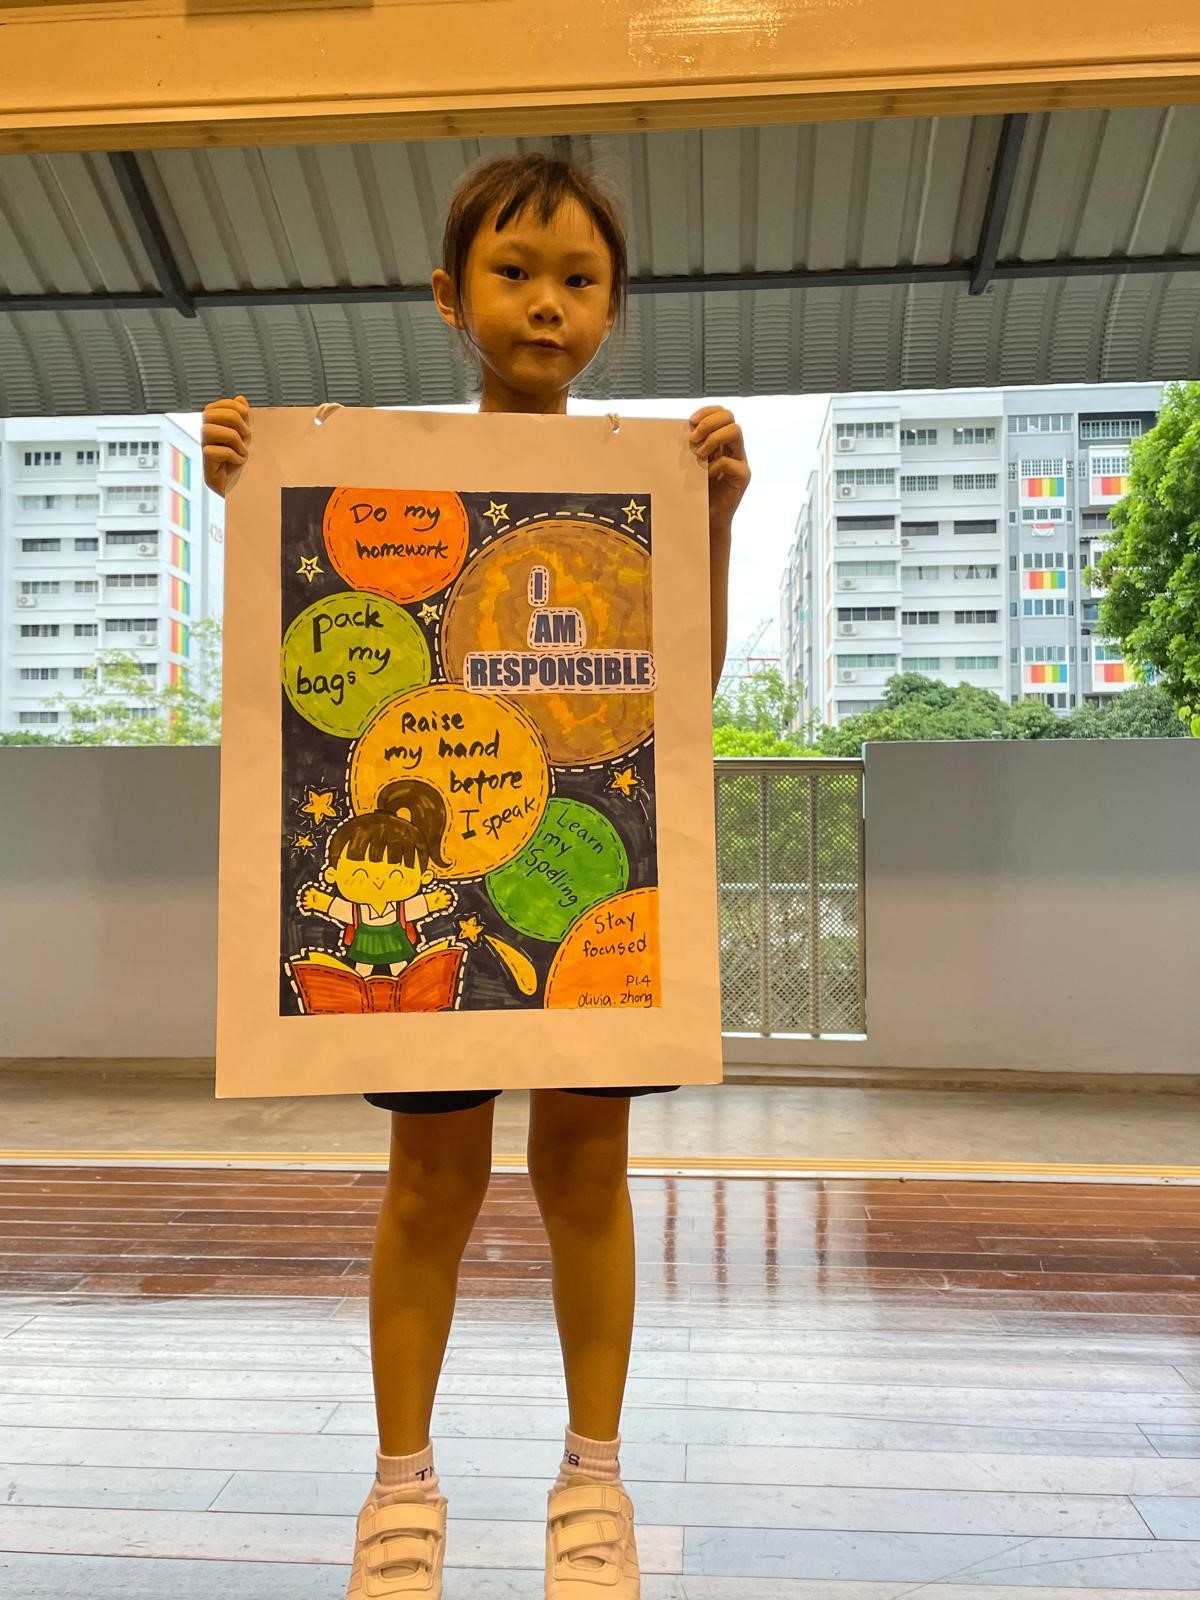 Do my
homework
pack
my
bags
I
AM
RESPONSIBLE
Raise
my hand
before
I speak
Learn
my
Spelling
Stay
focused
P1.4
Olivia. Zhong
429